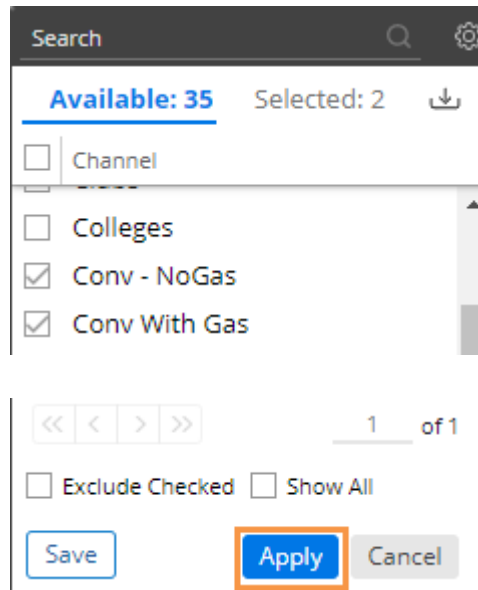 Search
Available: 35 Selected: 2
Channel
Colleges
Conv - NoGas
Conv With Gas
1 of 1
Exclude Checked Show All
Save Apply Cancel